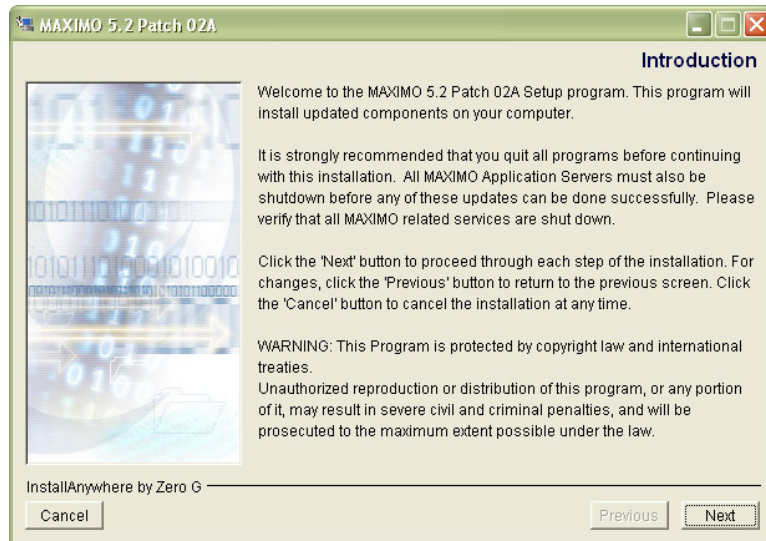 MAXIMO 5.2 Patch 02A
Introduction
Welcome to the MAXIMO 5.2 Patch 02A Setup program. This program will
install updated components on your computer.
It is strongly recommended that you quit all programs before continuing
with this installation.  All MAXIMO Application Servers must also be
shutdown before any of these updates can be done successfully.  Please
verify that all MAXIMO related services are shut down.
Click the 'Next' button to proceed through each step of the installation. For
changes, click the 'Previous' button to return to the previous screen. Click
the 'Cancel' button to cancel the installation at any time.
WARNING: This Program is protected by copyright law and international
treaties.
Unauthorized reproduction or distribution of this program, or any portion
of it, may result in severe civil and criminal penalties, and will be
prosecuted to the maximum extent possible under the law.
InstallAnywhere by Zero G
Cancel
Previous
Next